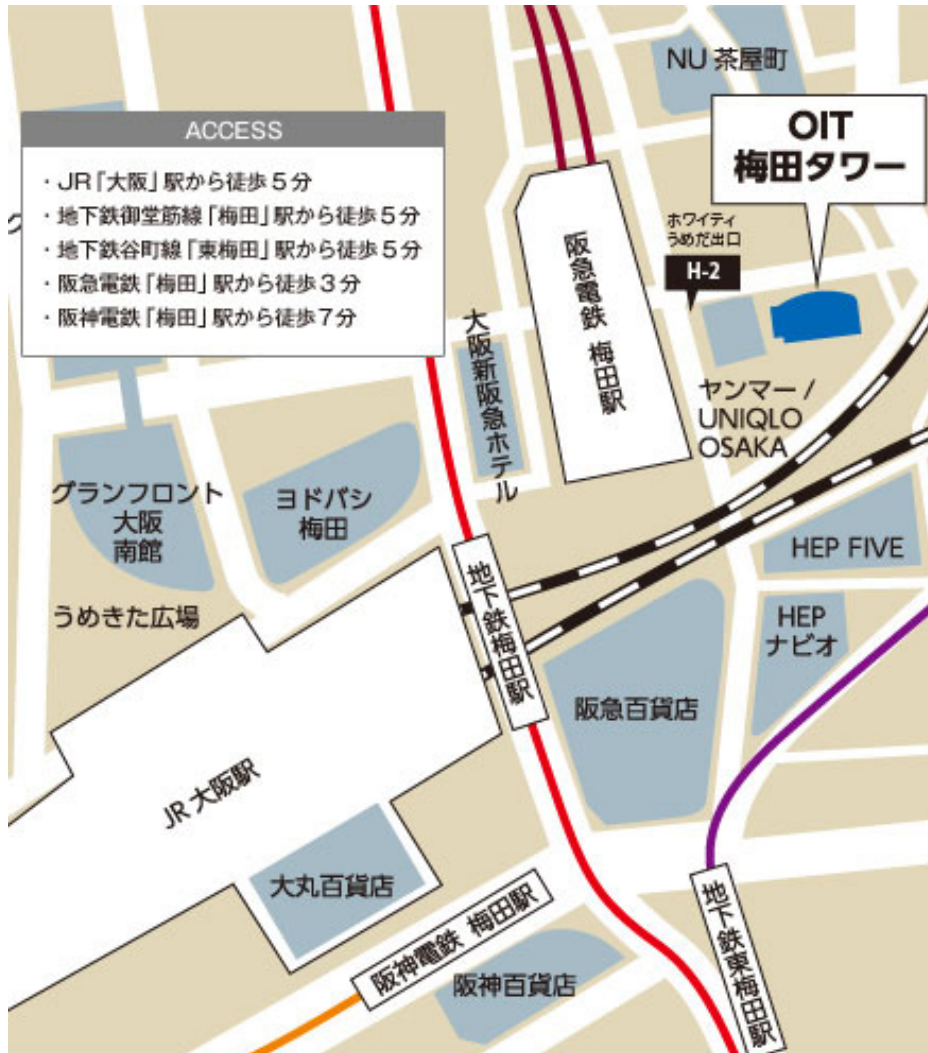 NU 茶屋町
OIT
梅田タワー
ACCESS
・JR「大阪」駅から徒歩5分
・地下鉄御堂筋線「梅田」駅から徒歩5分
・地下鉄谷町線「東梅田」駅から徒歩5分
・阪急電鉄「梅田」駅から徒歩3分
・阪神電鉄「梅田」駅から徒歩7分
ク
ホワイティ
うめだ出口
H-2
阪急電鉄 梅田駅
大阪新阪急ホテル
ヤンマー /
UNIQLO
OSAKA
グランフロント
大阪
南館
ヨドバシ
梅田
HEP FIVE
うめきた広場
地下鉄梅田駅
HEP
ナビオ
阪急百貨店
JR 大阪駅
大丸百貨店
阪神電鉄 梅田駅
阪神百貨店
地下鉄東梅田駅